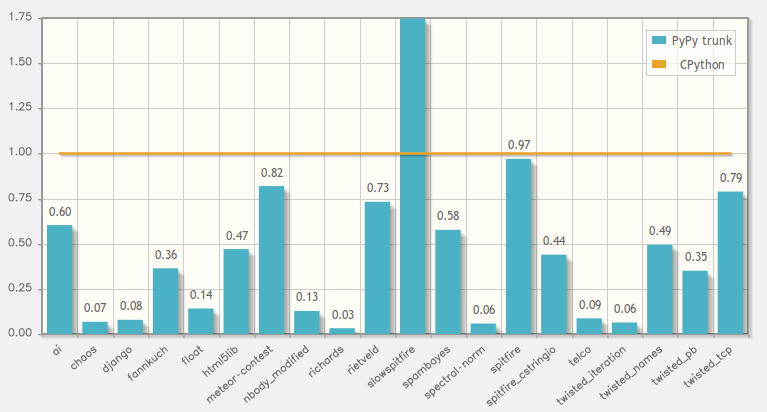 1.75
1.50
1.25
1.00
0.75
0.50
0.25
0.00
PyPy trunk
CPython
0.60
0.07
0.08
0.36
0.14
0.47
0.82
0.13
0.03
0.73
0.58
0.06
0.97
0.44
0.09
0.06
0.49
0.35
0.79
ai
chaos
django
fannkuch
float
html5lib
meteor-contest
nbody_modified
richards
rietveld
slowspitfire
spambayes
spectral-norm
spitfire
spitfire_cstringio
telco
twisted_iteration
twisted_names
twisted_pb
twisted_tcp